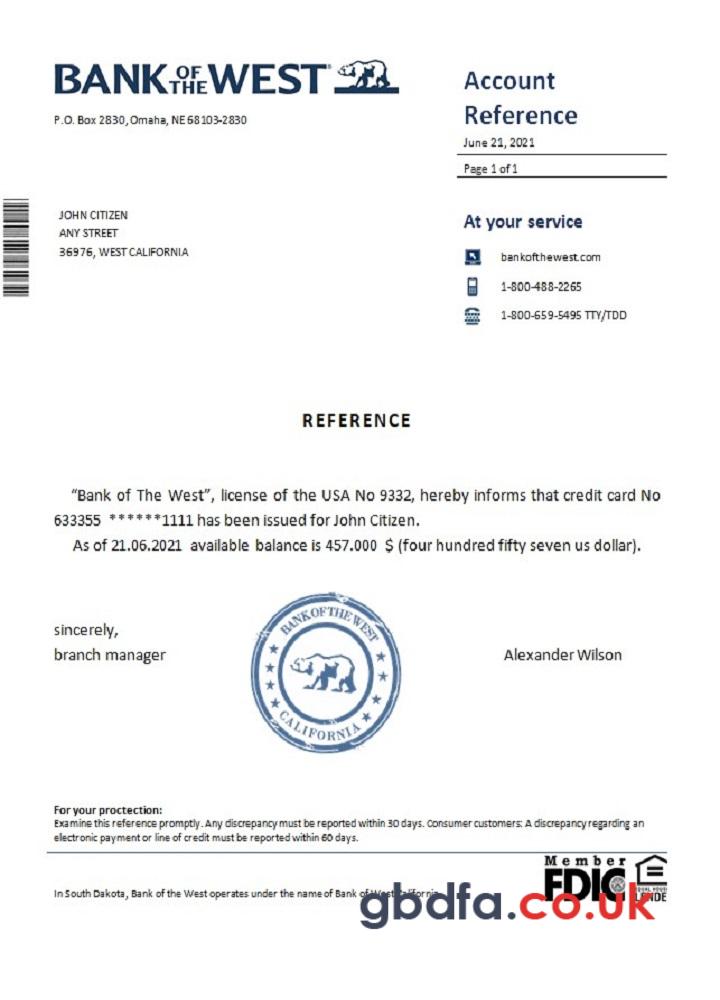 BANK OF THE WEST
P.O. Box 2830, Omaha, NE 68103-2830
Account
Reference
June 21, 2021
Page 1 of 1
JOHN CITIZEN
ANY STREET
36976, WEST CALIFORNIA
At your service
bankofthewest.com
1-800-488-2265
1-800-659-5495 TTY/TDD
REFERENCE
“Bank of The West”, license of the USA No 9332, hereby informs that credit card No
633355 ******1111 has been issued for John Citizen.
As of 21.06.2021 available balance is 457.000 $ (four hundred fifty seven us dollar).
sincerely,
branch manager
BANK OF THE WEST
CALIFORNIA
Alexander Wilson
For your proctection:
Examine this reference promptly. Any discrepancy must be reported within 30 days. Consumer customers: A discrepancy regarding an
electronic payment or line of credit must be reported within 60 days.
Member
FDIC
In South Dakota, Bank of the West operates under the name of Bank of West California
gbdfa.co.uk